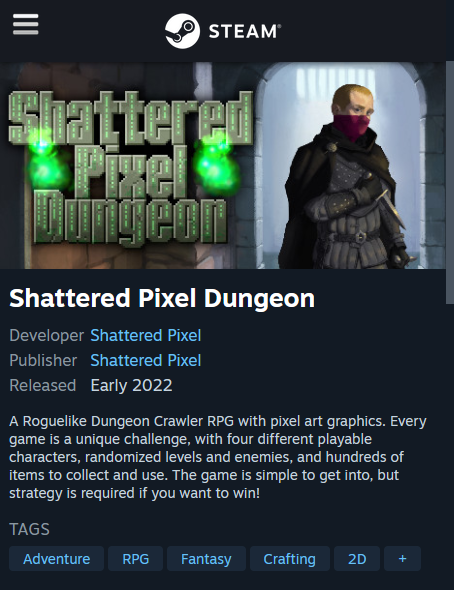 STEAM®
Shattered
Pixel
Dungeon
Shattered Pixel Dungeon
Developer Shattered Pixel
Publisher Shattered Pixel
Released Early 2022
A Roguelike Dungeon Crawler RPG with pixel art graphics. Every
game is a unique challenge, with four different playable
characters, randomized levels and enemies, and hundreds of
items to collect and use. The game is simple to get into, but
strategy is required if you want to win!
TAGS
Adventure RPG Fantasy Crafting 2D +